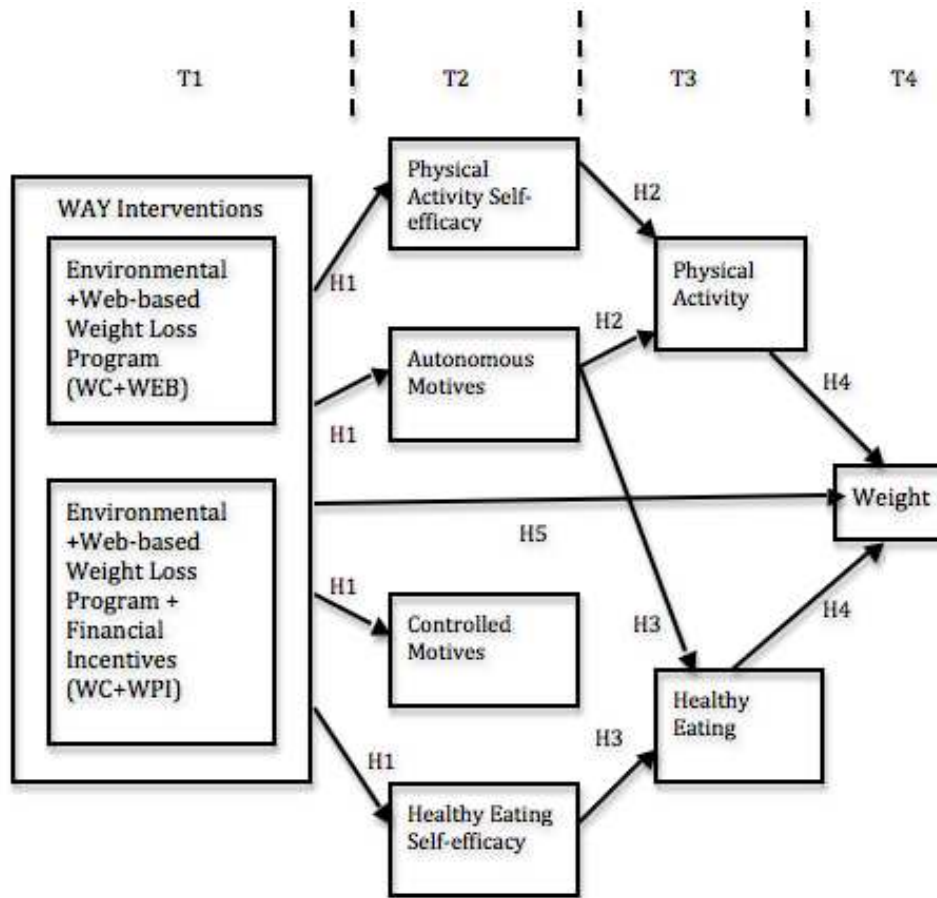 T1
T2
T3
T4
WAY Interventions
Environmental
+Web-based
Weight Loss
Program
(WC+WEB)
Environmental
+Web-based
Weight Loss
Program +
Financial
Incentives
(WC+WPI)
H1
H1
H1
H1
Physical
Activity Self-
efficacy
Autonomous
Motives
Controlled
Motives
Healthy Eating
Self-efficacy
H2
H2
H5
H3
H3
Physical
Activity
Healthy
Eating
H4
H4
Weight